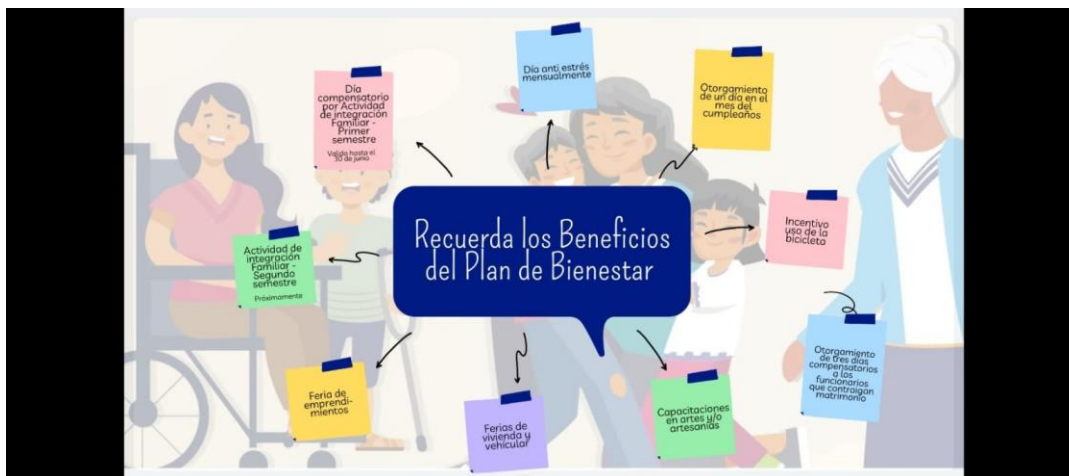 Recuerda los Beneficios
del Plan de Bienestar
Día
compensatorio
por Actividad
de integración
Familiar -
Primer
semestre
Valido hasta el
30 de junio
Día anti estrés
mensualmente
Otorgamiento
de un día en el
mes del
cumpleaños
Incentivo
uso de la
bicicleta
Otorgamiento
de tres días
compensatorios
a los
funcionarios
que contraigan
matrimonio
Capacitaciones
en artes y/o
artesanías
Ferias de
vivienda y
vehicular
Feria de
emprendi-
mientos
Actividad de
integración
Familiar -
Segundo
semestre
Próximamente